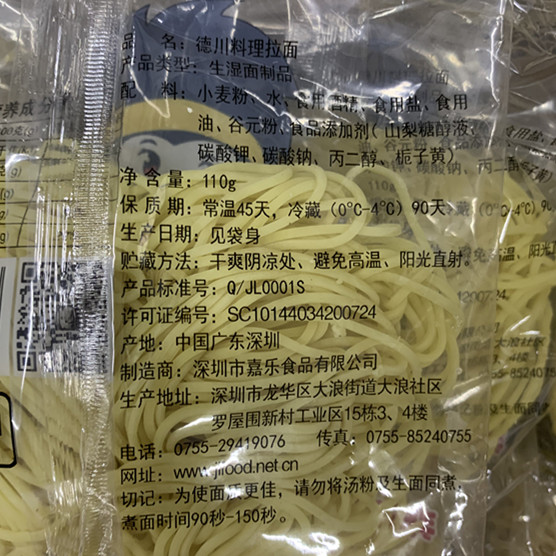 品　名：德川料理拉面
产品类型：生湿面制品
配　料：小麦粉、水、食用酒精、食用盐、食用
油、谷元粉、食品添加剂（山梨糖醇液、
碳酸钾、碳酸钠、丙二醇、栀子黄）
净含量：110g
保质期：常温45天，冷藏（0°C-4°C）90天。
生产日期：见袋身
贮藏方法：干爽阴凉处、避免高温、阳光直射。
产品标准号：Q/JL0001S
许可证编号：SC10144034200724
产地：中国广东深圳
制造商：深圳市嘉乐食品有限公司
生产地址：深圳市龙华区大浪街道大浪社区
罗屋围新村工业区15栋3、4楼
电话：0755-29419076　传真：0755-85240755
网址：www.jlfood.net.cn
切记：为使面质更佳，请勿将汤粉及生面同煮。
煮面时间90秒-150秒。